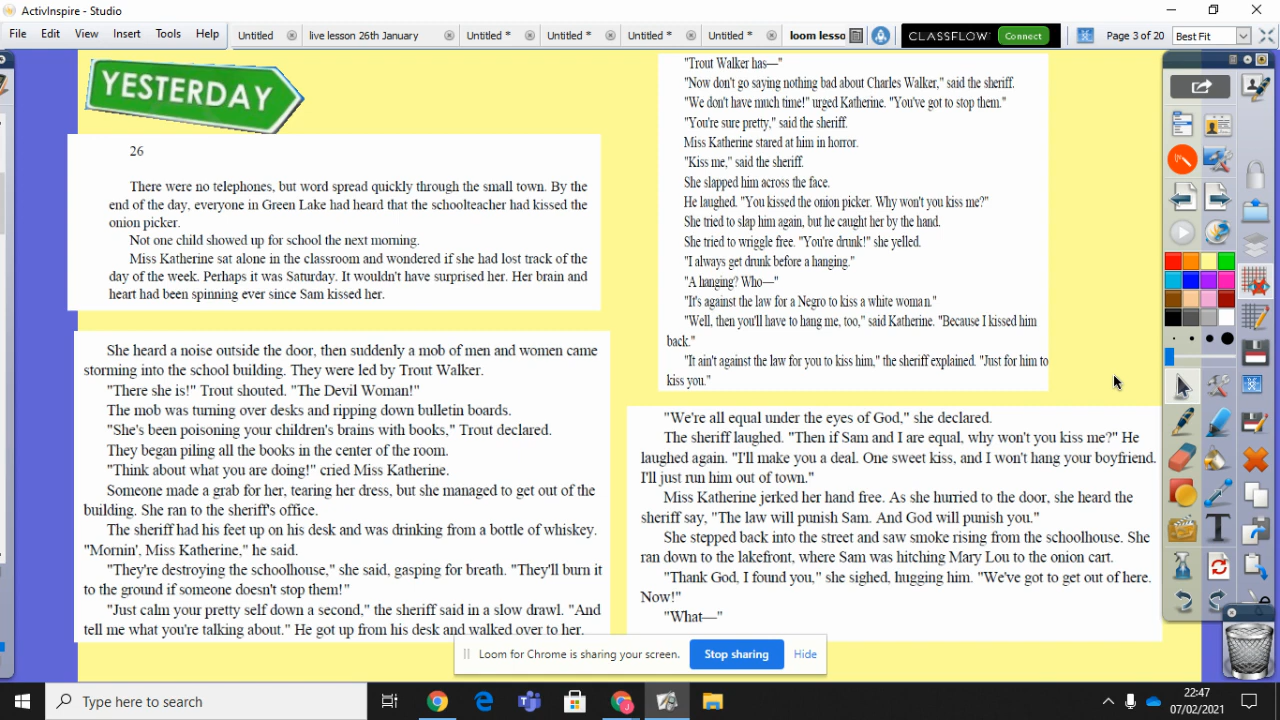 ActivInspire - Studio
File Edit View Insert Tools Help
Untitled
live lesson 26th January
Untitled *
Untitled *
Untitled *
Untitled *
loom lesso
CLASSFLOW
Connect
Page 3 of 20
Best Fit
YESTERDAY
26
There were no telephones, but word spread quickly through the small town. By the
end of the day, everyone in Green Lake had heard that the schoolteacher had kissed the
onion picker.
Not one child showed up for school the next morning.
Miss Katherine sat alone in the classroom and wondered if she had lost track of the
day of the week. Perhaps it was Saturday. It wouldn't have surprised her. Her brain and
heart had been spinning ever since Sam kissed her.
She heard a noise outside the door, then suddenly a mob of men and women came
storming into the school building. They were led by Trout Walker.
"There she is!" Trout shouted. "The Devil Woman!"
The mob was turning over desks and ripping down bulletin boards.
"She's been poisoning your children's brains with books," Trout declared.
They began piling all the books in the center of the room.
"Think about what you are doing!" cried Miss Katherine.
Someone made a grab for her, tearing her dress, but she managed to get out of the
building. She ran to the sheriff's office.
The sheriff had his feet up on his desk and was drinking from a bottle of whiskey.
"Mornin', Miss Katherine," he said.
"They're destroying the schoolhouse," she said, gasping for breath. "They'll burn it
to the ground if someone doesn't stop them!"
"Just calm your pretty self down a second," the sheriff said in a slow drawl. "And
tell me what you're talking about." He got up from his desk and walked over to her.
"Trout Walker has—"
"Now don't go saying nothing bad about Charles Walker," said the sheriff.
"We don't have much time!" urged Katherine. "You've got to stop them."
"You're sure pretty," said the sheriff.
Miss Katherine stared at him in horror.
"Kiss me," said the sheriff.
She slapped him across the face.
He laughed. "You kissed the onion picker. Why won't you kiss me?"
She tried to slap him again, but he caught her by the hand.
She tried to wriggle free. "You're drunk!" she yelled.
"I always get drunk before a hanging."
"A hanging? Who—"
"It's against the law for a Negro to kiss a white woman."
"Well, then you'll have to hang me, too," said Katherine. "Because I kissed him
back."
"It ain't against the law for you to kiss him," the sheriff explained. "Just for him to
kiss you."
"We're all equal under the eyes of God," she declared.
The sheriff laughed. "Then if Sam and I are equal, why won't you kiss me?" He
laughed again. "I'll make you a deal. One sweet kiss, and I won't hang your boyfriend.
I'll just run him out of town."
Miss Katherine jerked her hand free. As she hurried to the door, she heard the
sheriff say, "The law will punish Sam. And God will punish you."
She stepped back into the street and saw smoke rising from the schoolhouse. She
ran down to the lakefront, where Sam was hitching Mary Lou to the onion cart.
"Thank God, I found you," she sighed, hugging him. "We've got to get out of here.
Now!"
"What—"
Loom for Chrome is sharing your screen.
Stop sharing
Hide
Type here to search
22:47
07/02/2021